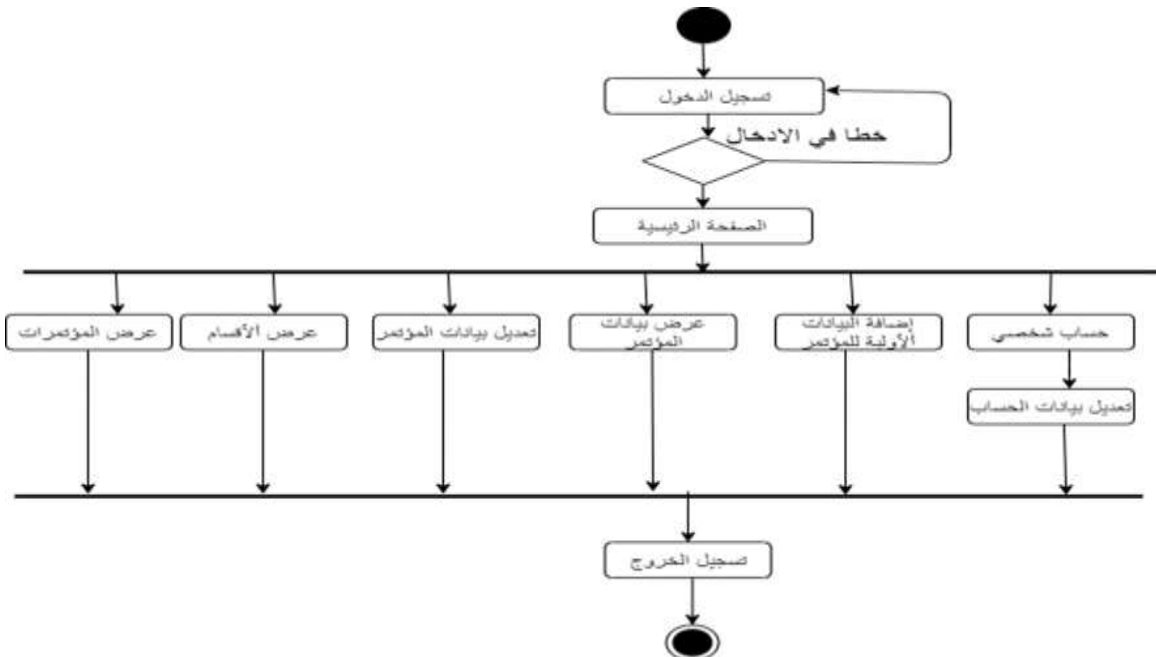 تسجيل الدخول
خطا في الادخال
الصفحة الرئيسية
حساب شخصي
إضافة البيانات
الأولية للمؤتمر
عرض بيانات
المؤتمر
تعديل بيانات المؤتمر
عرض الأقسام
عرض المؤتمرات
تعديل بيانات الحساب
تسجيل الخروج